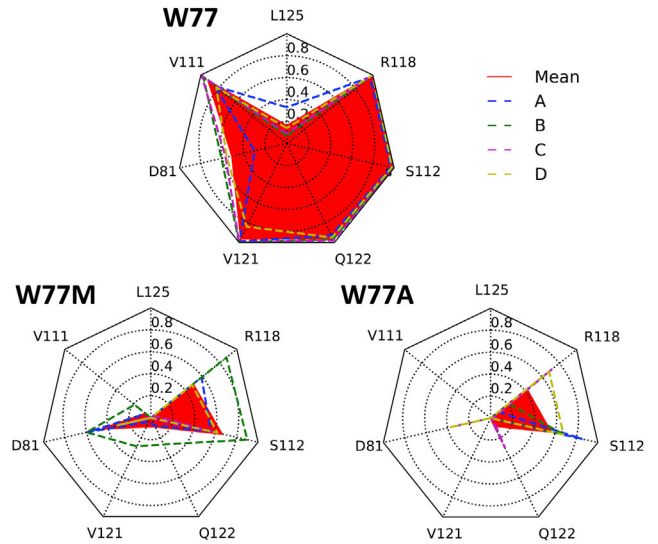 W77
L125
0.8
0.6
0.4
0.2
V111
R118
D81
S112
V121
Q122
Mean
A
B
C
D
W77M
L125
0.8
0.6
0.4
0.2
V111
R118
D81
S112
V121
Q122
W77A
L125
0.8
0.6
0.4
0.2
V111
R118
D81
S112
V121
Q122